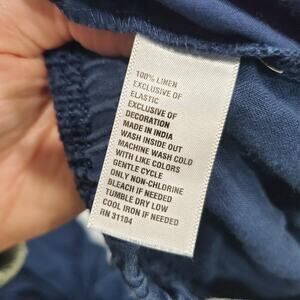 100% LINEN
EXCLUSIVE OF
ELASTIC
EXCLUSIVE OF
DECORATION
MADE IN INDIA
WASH INSIDE OUT
MACHINE WASH COLD
WITH LIKE COLORS
GENTLE CYCLE
ONLY NON-CHLORINE
BLEACH IF NEEDED
TUMBLE DRY LOW
COOL IRON IF NEEDED
RN 31184